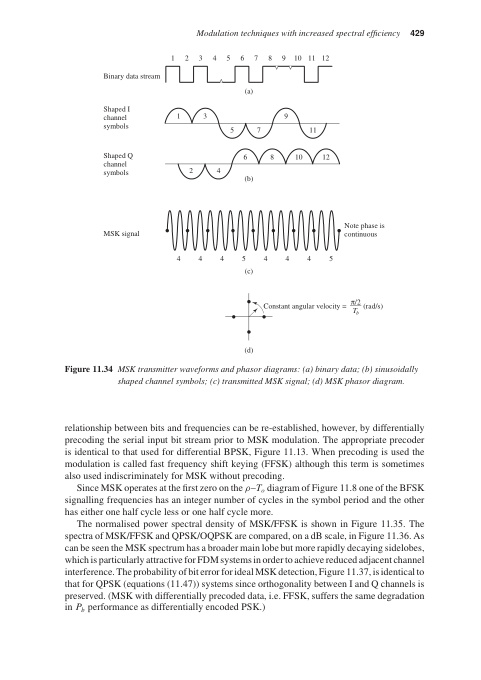 Modulation techniques with increased spectral efficiency 429
1 2 3 4 5 6 7 8 9 10 11 12
Binary data stream
(a)
Shaped I
channel
symbols
1 3 5 7 9 11
Shaped Q
channel
symbols
2 4 6 8 10 12
(b)
MSK signal
Note phase is
continuous
4 4 4 5 4 4 4 5
(c)
Constant angular velocity = π/2 / T_b (rad/s)
(d)
Figure 11.34 MSK transmitter waveforms and phasor diagrams: (a) binary data; (b) sinusoidally
shaped channel symbols; (c) transmitted MSK signal; (d) MSK phasor diagram.
relationship between bits and frequencies can be re-established, however, by differentially
precoding the serial input bit stream prior to MSK modulation. The appropriate precoder
is identical to that used for differential BPSK, Figure 11.13. When precoding is used the
modulation is called fast frequency shift keying (FFSK) although this term is sometimes
also used indiscriminately for MSK without precoding.
Since MSK operates at the first zero on the ρ–T_o diagram of Figure 11.8 one of the BFSK
signalling frequencies has an integer number of cycles in the symbol period and the other
has either one half cycle less or one half cycle more.
The normalised power spectral density of MSK/FFSK is shown in Figure 11.35. The
spectra of MSK/FFSK and QPSK/OQPSK are compared, on a dB scale, in Figure 11.36. As
can be seen the MSK spectrum has a broader main lobe but more rapidly decaying sidelobes,
which is particularly attractive for FDM systems in order to achieve reduced adjacent channel
interference. The probability of bit error for ideal MSK detection, Figure 11.37, is identical to
that for QPSK (equations (11.47)) systems since orthogonality between I and Q channels is
preserved. (MSK with differentially precoded data, i.e. FFSK, suffers the same degradation
in P_b performance as differentially encoded PSK.)